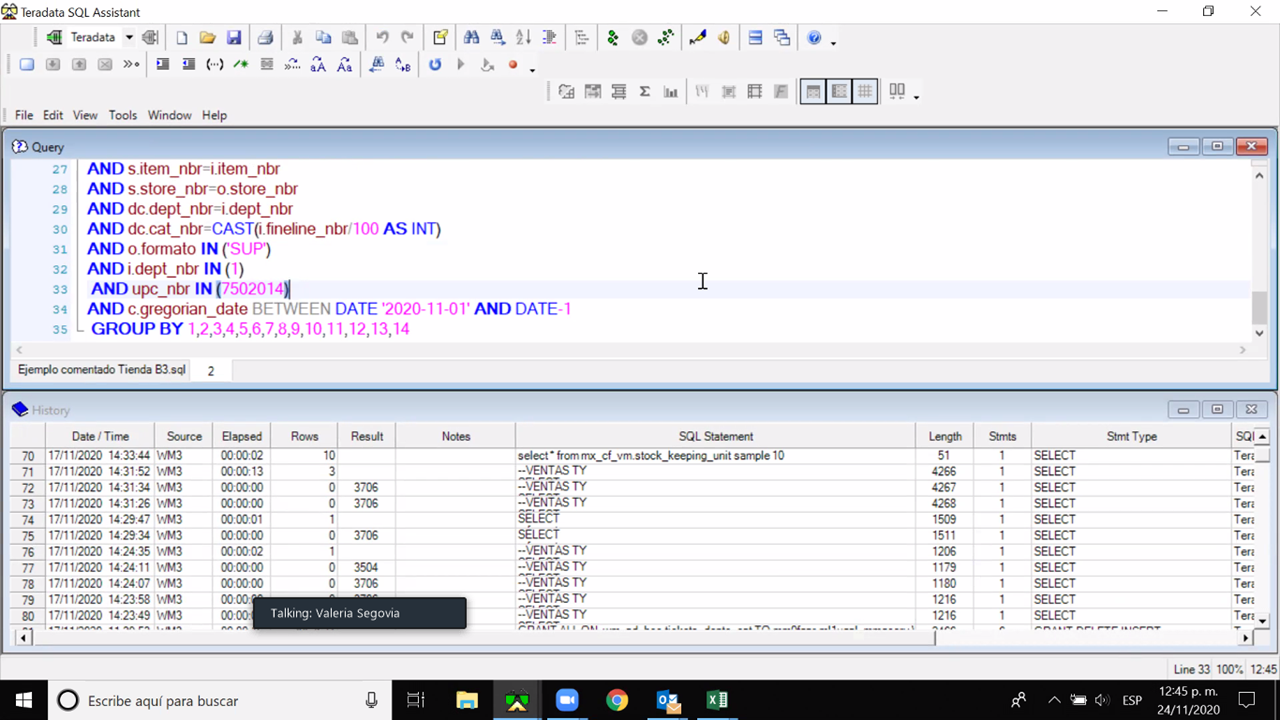 Teradata SQL Assistant
Teradata
File Edit View Tools Window Help
Query
27 AND s.item_nbr=i.item_nbr
28 AND s.store_nbr=o.store_nbr
29 AND dc.dept_nbr=i.dept_nbr
30 AND dc.cat_nbr=CAST(i.fineline_nbr/100 AS INT)
31 AND o.formato IN ('SUP')
32 AND i.dept_nbr IN (1)
33 AND upc_nbr IN (7502014)
34 AND c.gregorian_date BETWEEN DATE '2020-11-01' AND DATE-1
35 GROUP BY 1,2,3,4,5,6,7,8,9,10,11,12,13,14
Ejemplo comentado Tienda B3.sql 2
History
Date / Time Source Elapsed Rows Result Notes SQL Statement Length Stmts Stmt Type SQL
70 17/11/2020 14:33:44 WM3 00:00:02 10 select * from mx_cf_vm.stock_keeping_unit sample 10 51 1 SELECT Tera
71 17/11/2020 14:31:52 WM3 00:00:13 3 --VENTAS TY 4266 1 SELECT Tera
72 17/11/2020 14:31:34 WM3 00:00:00 0 3706 --VENTAS TY 4267 1 SELECT Tera
73 17/11/2020 14:31:26 WM3 00:00:00 0 3706 --VENTAS TY 4268 1 SELECT Tera
74 17/11/2020 14:29:47 WM3 00:00:01 1 SELECT 1509 1 SELECT Tera
75 17/11/2020 14:29:34 WM3 00:00:00 0 3706 SELECT 1511 1 SELECT Tera
76 17/11/2020 14:24:35 WM3 00:00:02 1 --VENTAS TY 1206 1 SELECT Tera
77 17/11/2020 14:24:11 WM3 00:00:00 0 3504 --VENTAS TY 1179 1 SELECT Tera
78 17/11/2020 14:24:07 WM3 00:00:00 0 3706 --VENTAS TY 1180 1 SELECT Tera
79 17/11/2020 14:23:58 WM3 --VENTAS TY 1216 1 SELECT Tera
80 17/11/2020 14:23:49 WM3 --VENTAS TY 1216 1 SELECT Tera
Talking: Valeria Segovia
Line 33 100% 12:45
Escribe aquí para buscar
ESP
12:45 p. m.
24/11/2020